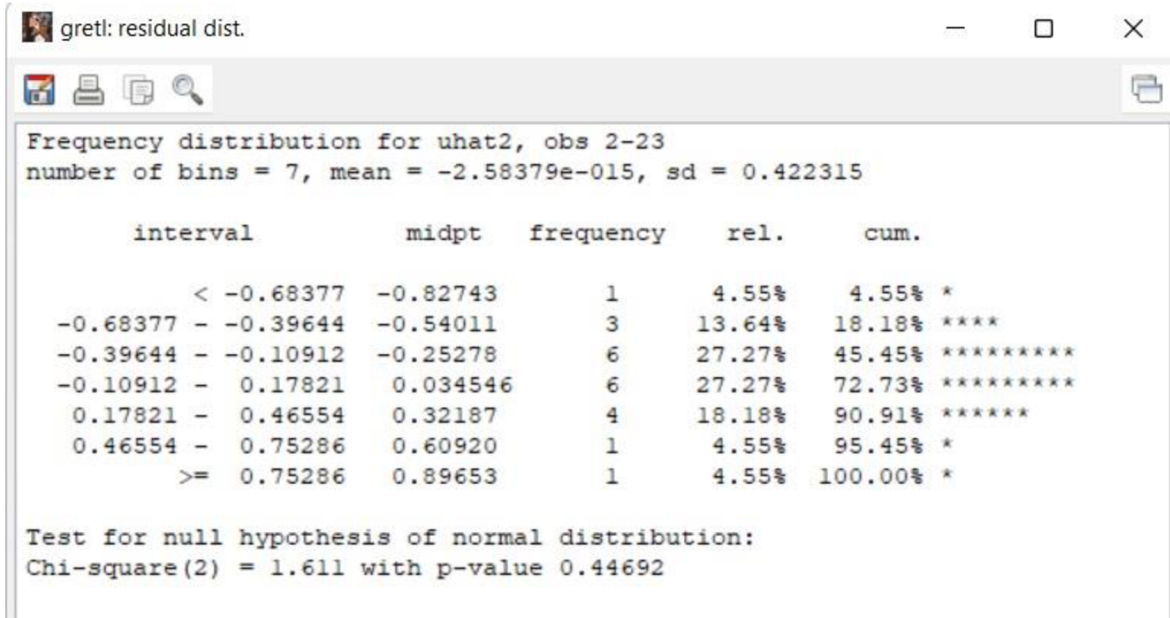 gretl: residual dist.
Frequency distribution for uhat2, obs 2-23
number of bins = 7, mean = -2.58379e-015, sd = 0.422315
interval midpt frequency rel. cum.
< -0.68377 -0.82743 1 4.55% 4.55% *
-0.68377 - -0.39644 -0.54011 3 13.64% 18.18% ****
-0.39644 - -0.10912 -0.25278 6 27.27% 45.45% *********
-0.10912 - 0.17821 0.034546 6 27.27% 72.73% *********
0.17821 - 0.46554 0.32187 4 18.18% 90.91% ******
0.46554 - 0.75286 0.60920 1 4.55% 95.45% *
>= 0.75286 0.89653 1 4.55% 100.00% *
Test for null hypothesis of normal distribution:
Chi-square(2) = 1.611 with p-value 0.44692